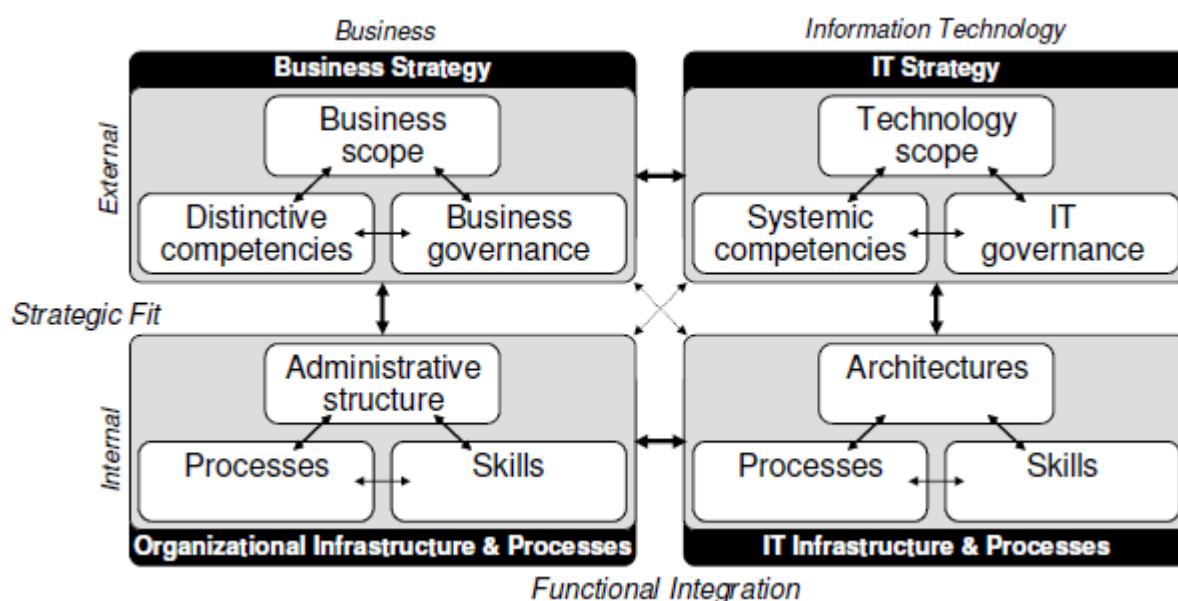 Business
Information Technology
Business Strategy
IT Strategy
External
Business
scope
Distinctive
competencies
Business
governance
Technology
scope
Systemic
competencies
IT
governance
Strategic Fit
Internal
Administrative
structure
Processes
Skills
Architectures
Processes
Skills
Organizational Infrastructure & Processes
IT Infrastructure & Processes
Functional Integration